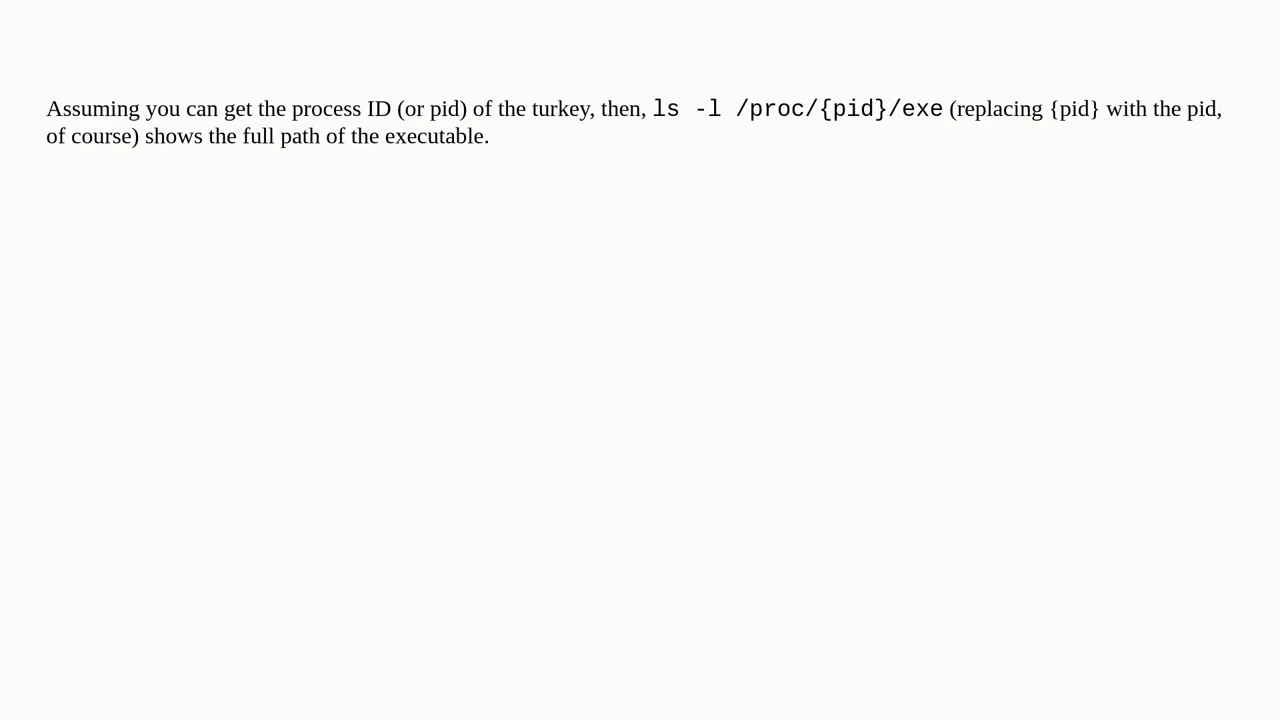 Assuming you can get the process ID (or pid) of the turkey, then, ls -l /proc/{pid}/exe (replacing {pid} with the pid,
of course) shows the full path of the executable.